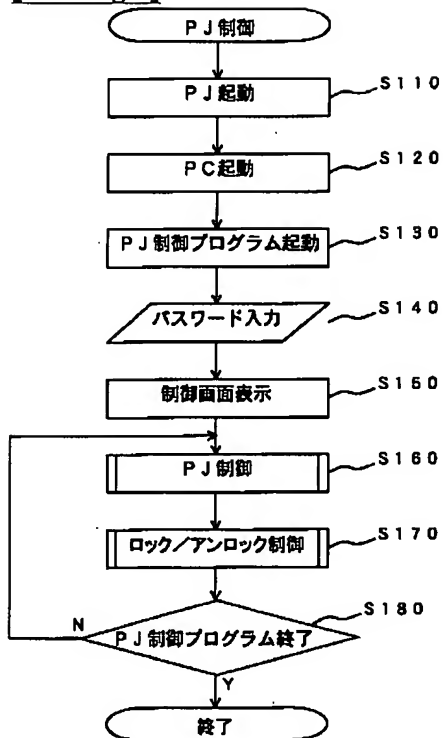 PJ制御
PJ起動
S110
PC起動
S120
PJ制御プログラム起動
S130
パスワード入力
S140
制御画面表示
S150
PJ制御
S160
ロック/アンロック制御
S170
PJ制御プログラム終了
S180
N
Y
終了